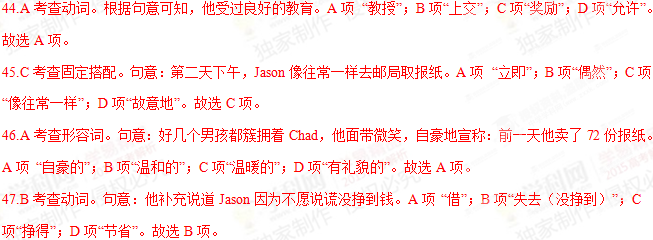 44.A 考查动词。根据句意可知，他受过良好的教育。A 项 “教授”；B 项“上交”；C 项“奖励”；D 项“允许”。
故选 A 项。
45.C 考查固定搭配。句意：第二天下午，Jason 像往常一样去邮局取报纸。A 项 “立即”；B 项“偶然”；C 项
“像往常一样”；D 项“故意地”。故选 C 项。
46.A 考查形容词。句意：好几个男孩都簇拥着 Chad，他面带微笑，自豪地宣称：前一天他卖了 72 份报纸。
A 项 “自豪的”；B 项“温和的”；C 项“温暖的”；D 项“有礼貌的”。故选 A 项。
47.B 考查动词。句意：他补充说道 Jason 因为不愿说谎没挣到钱。A 项 “借”；B 项“失去（没挣到）”；C
项“挣得”；D 项“节省”。故选 B 项。